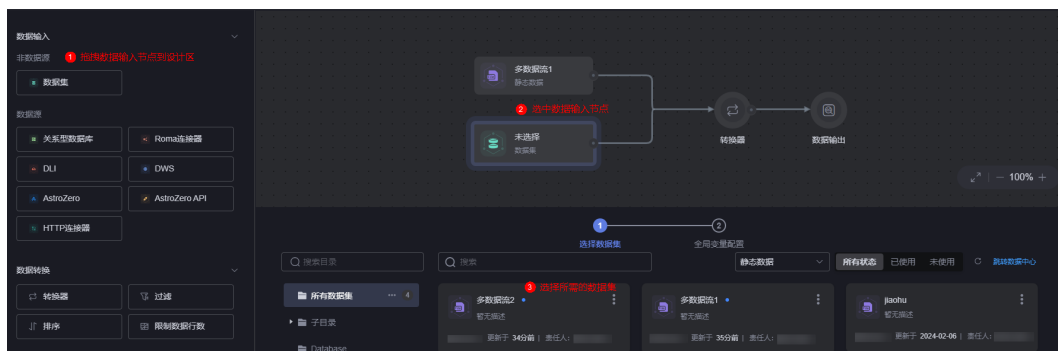 数据输入
非数据源 1 拖拽数据输入节点到设计区
数据集
数据源
关系型数据库 Roma连接器
DLI DWS
AstroZero AstroZero API
HTTP连接器
数据转换
转换器 过滤
排序 限制数据行数
多数据流1
静态数据
2 选中数据输入节点
未选择
数据集
转换器 数据输出
100%
1 2
选择数据集 全局变量配置
搜索目录 搜索 静态数据 所有状态 已使用 未使用 跳转数据中心
3 选择所需的数据集
所有数据集 4
子目录
Database
多数据流2
暂无描述
更新于 34分前 | 责任人:
多数据流1
暂无描述
更新于 35分前 | 责任人:
jiaohu
暂无描述
更新于 2024-02-06 | 责任人: